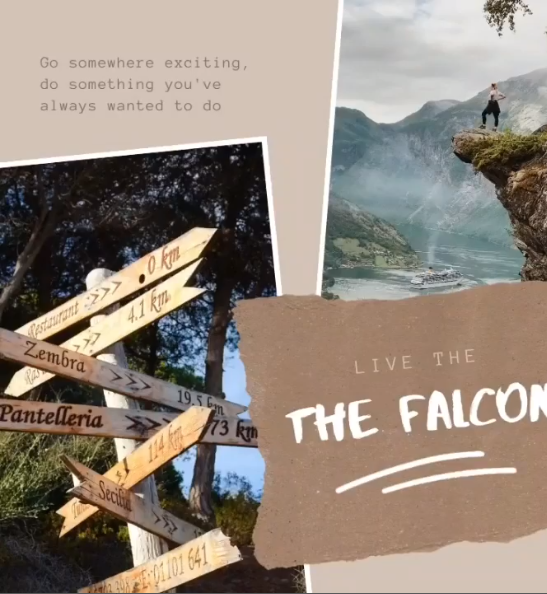 Go somewhere exciting,
do something you've
always wanted to do
0 km
Restaurant >>>
4.1 km
Zembra >>> 19.5 km
Pantelleria >>> 73 km
114 km
Secilia >>>
E:D1101 641
LIVE THE
THE FALCON